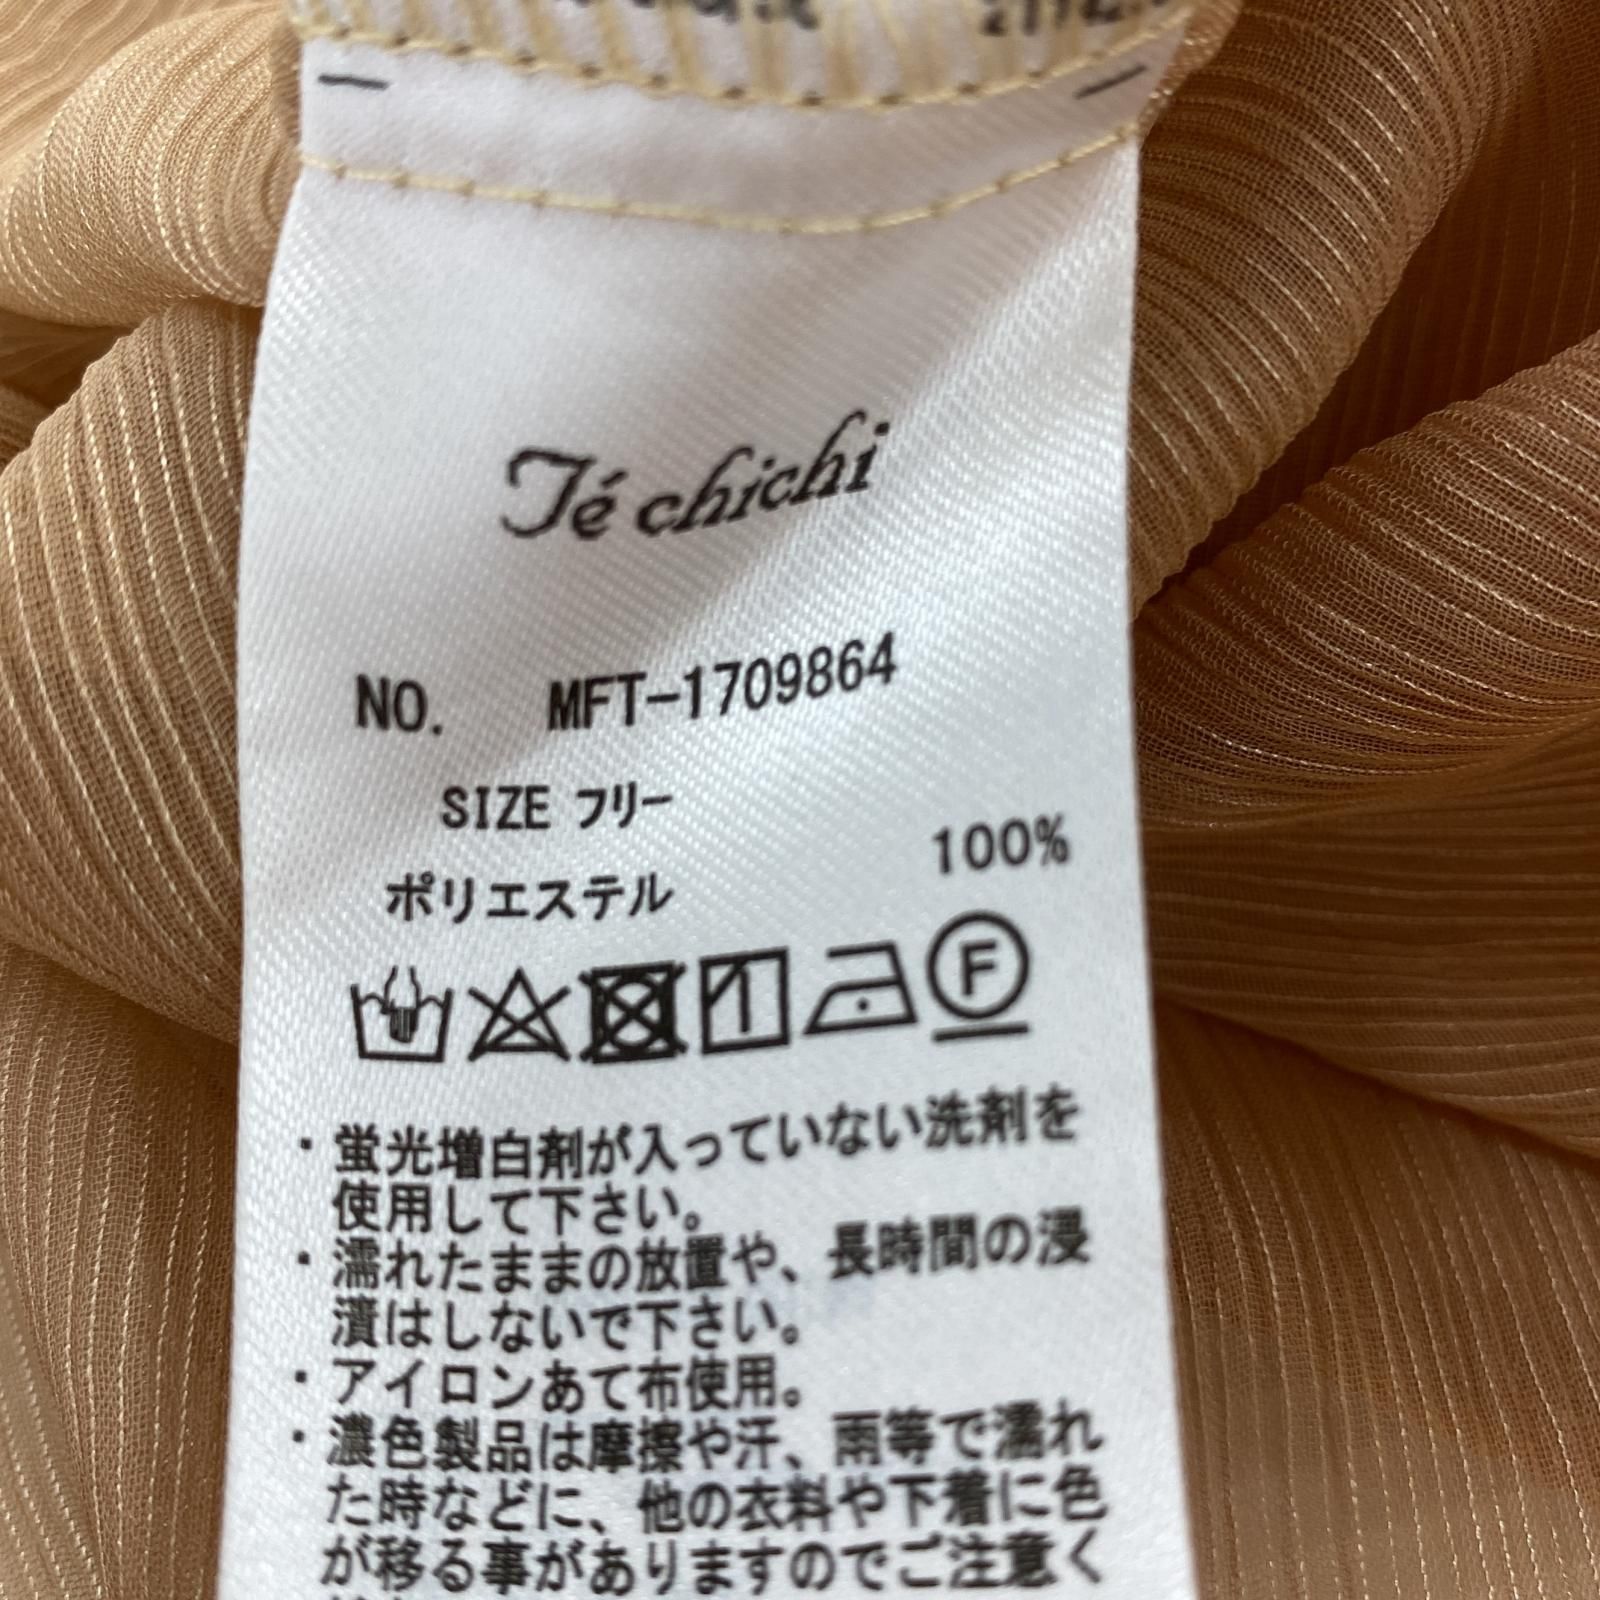 Té chichi
NO. MFT-1709864
SIZE フリー
ポリエステル 100%
F
・蛍光増白剤が入っていない洗剤を
使用して下さい。
・濡れたままの放置や、長時間の浸
漬はしないで下さい。
・アイロンあて布使用。
・濃色製品は摩擦や汗、雨等で濡れ
た時などに、他の衣料や下着に色
が移る事がありますのでご注意く